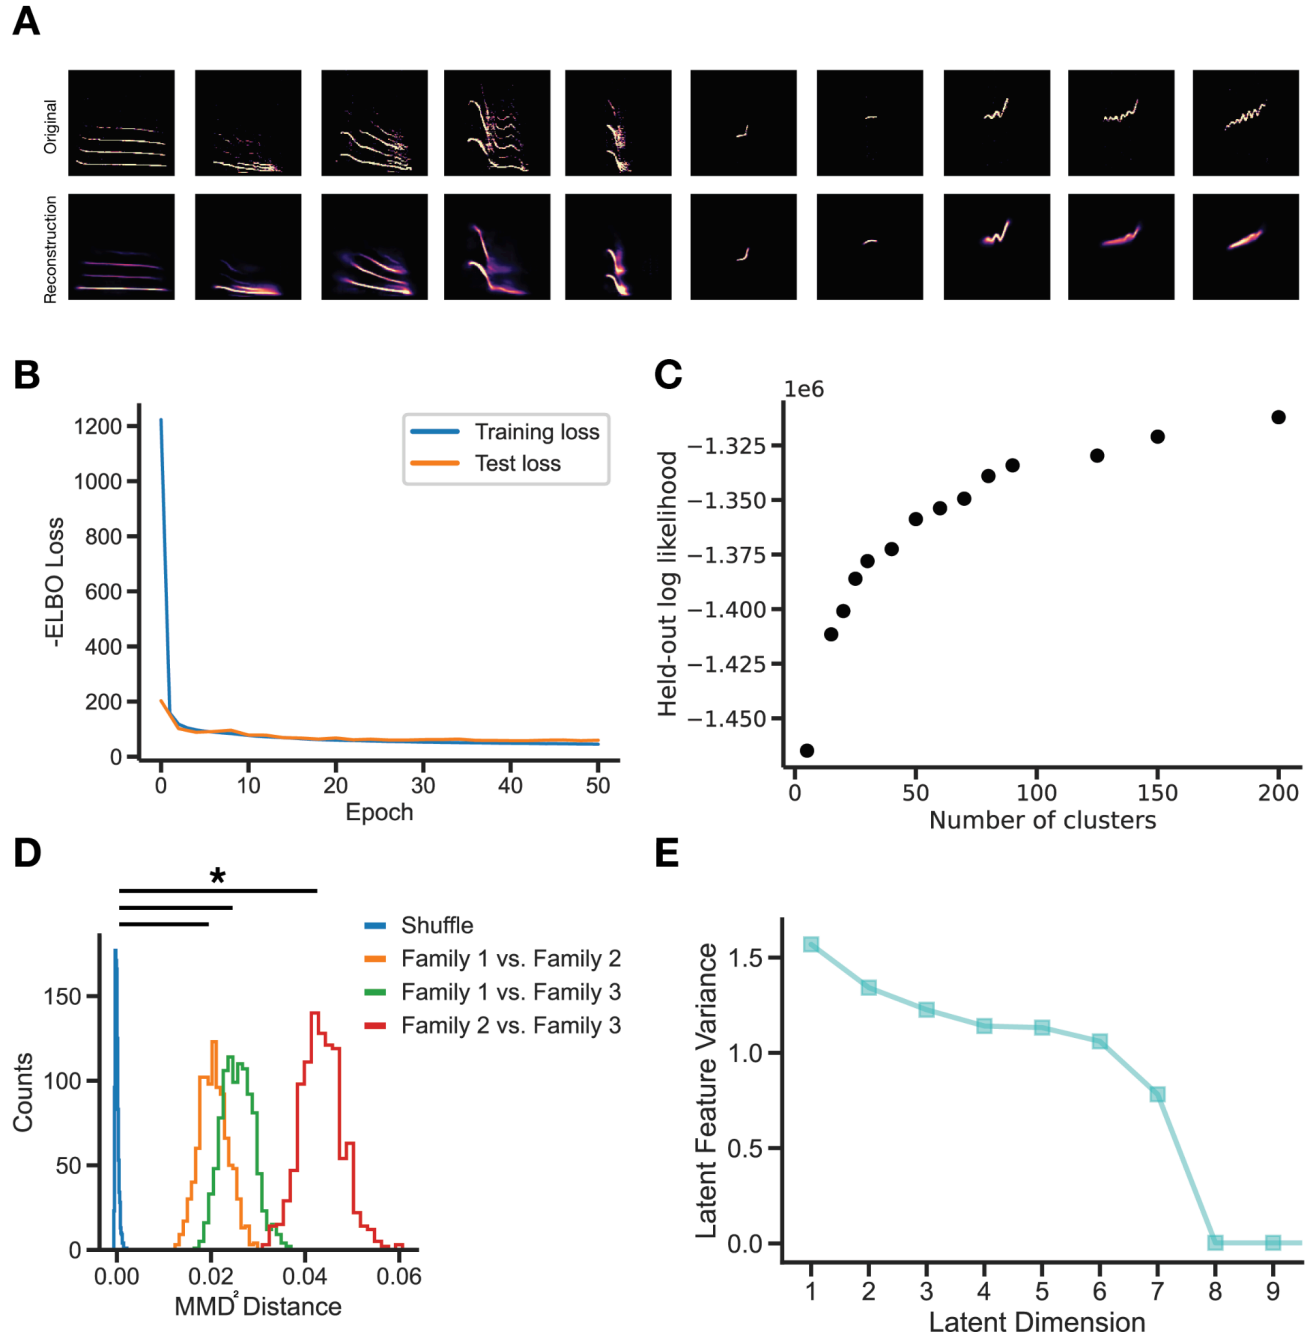 A
Original
Reconstruction
B
-ELBO Loss
1200
1000
800
600
400
200
0
Training loss
Test loss
0 10 20 30 40 50
Epoch
C
1e6
Held-out log likelihood
−1.325
−1.350
−1.375
−1.400
−1.425
−1.450
0 50 100 150 200
Number of clusters
D
*
Counts
150
100
50
0
Shuffle
Family 1 vs. Family 2
Family 1 vs. Family 3
Family 2 vs. Family 3
0.00 0.02 0.04 0.06
MMD² Distance
E
Latent Feature Variance
1.5
1.0
0.5
0.0
1 2 3 4 5 6 7 8 9
Latent Dimension